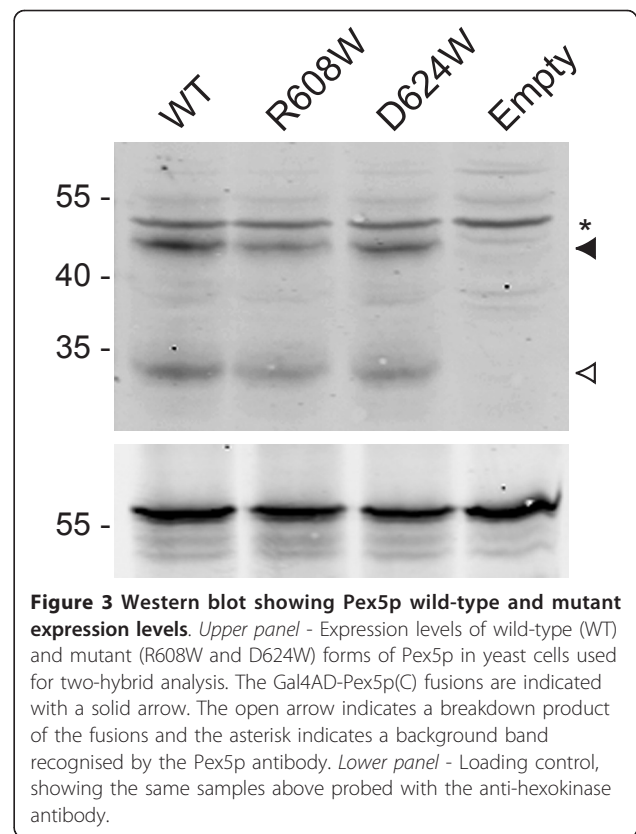 WT R608W D624W Empty
55 -
*
40 -
35 -
55 -
Figure 3 Western blot showing Pex5p wild-type and mutant
expression levels. Upper panel - Expression levels of wild-type (WT)
and mutant (R608W and D624W) forms of Pex5p in yeast cells used
for two-hybrid analysis. The Gal4AD-Pex5p(C) fusions are indicated
with a solid arrow. The open arrow indicates a breakdown product
of the fusions and the asterisk indicates a background band
recognised by the Pex5p antibody. Lower panel - Loading control,
showing the same samples above probed with the anti-hexokinase
antibody.